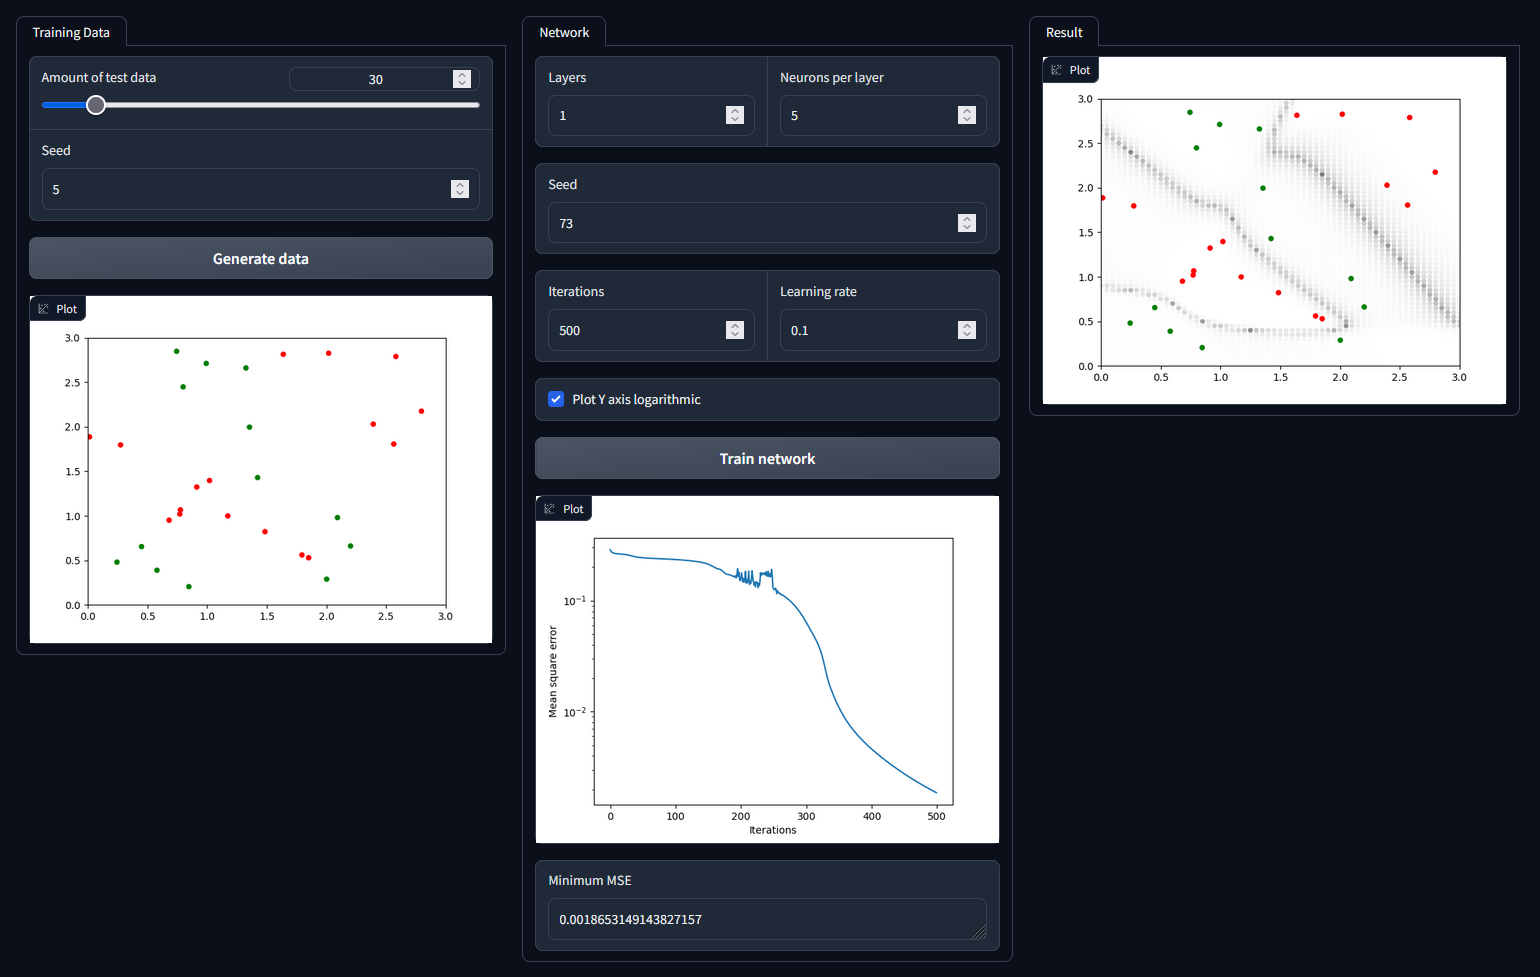 Training Data
Amount of test data
30
Seed
5
Generate data
Plot
3.0
2.5
2.0
1.5
1.0
0.5
0.0
0.0 0.5 1.0 1.5 2.0 2.5 3.0
Network
Layers Neurons per layer
1 5
Seed
73
Iterations Learning rate
500 0.1
Plot Y axis logarithmic
Train network
Plot
Mean square error
10⁻¹
10⁻²
0 100 200 300 400 500
Iterations
Minimum MSE
0.0018653149143827157
Result
Plot
3.0
2.5
2.0
1.5
1.0
0.5
0.0
0.0 0.5 1.0 1.5 2.0 2.5 3.0